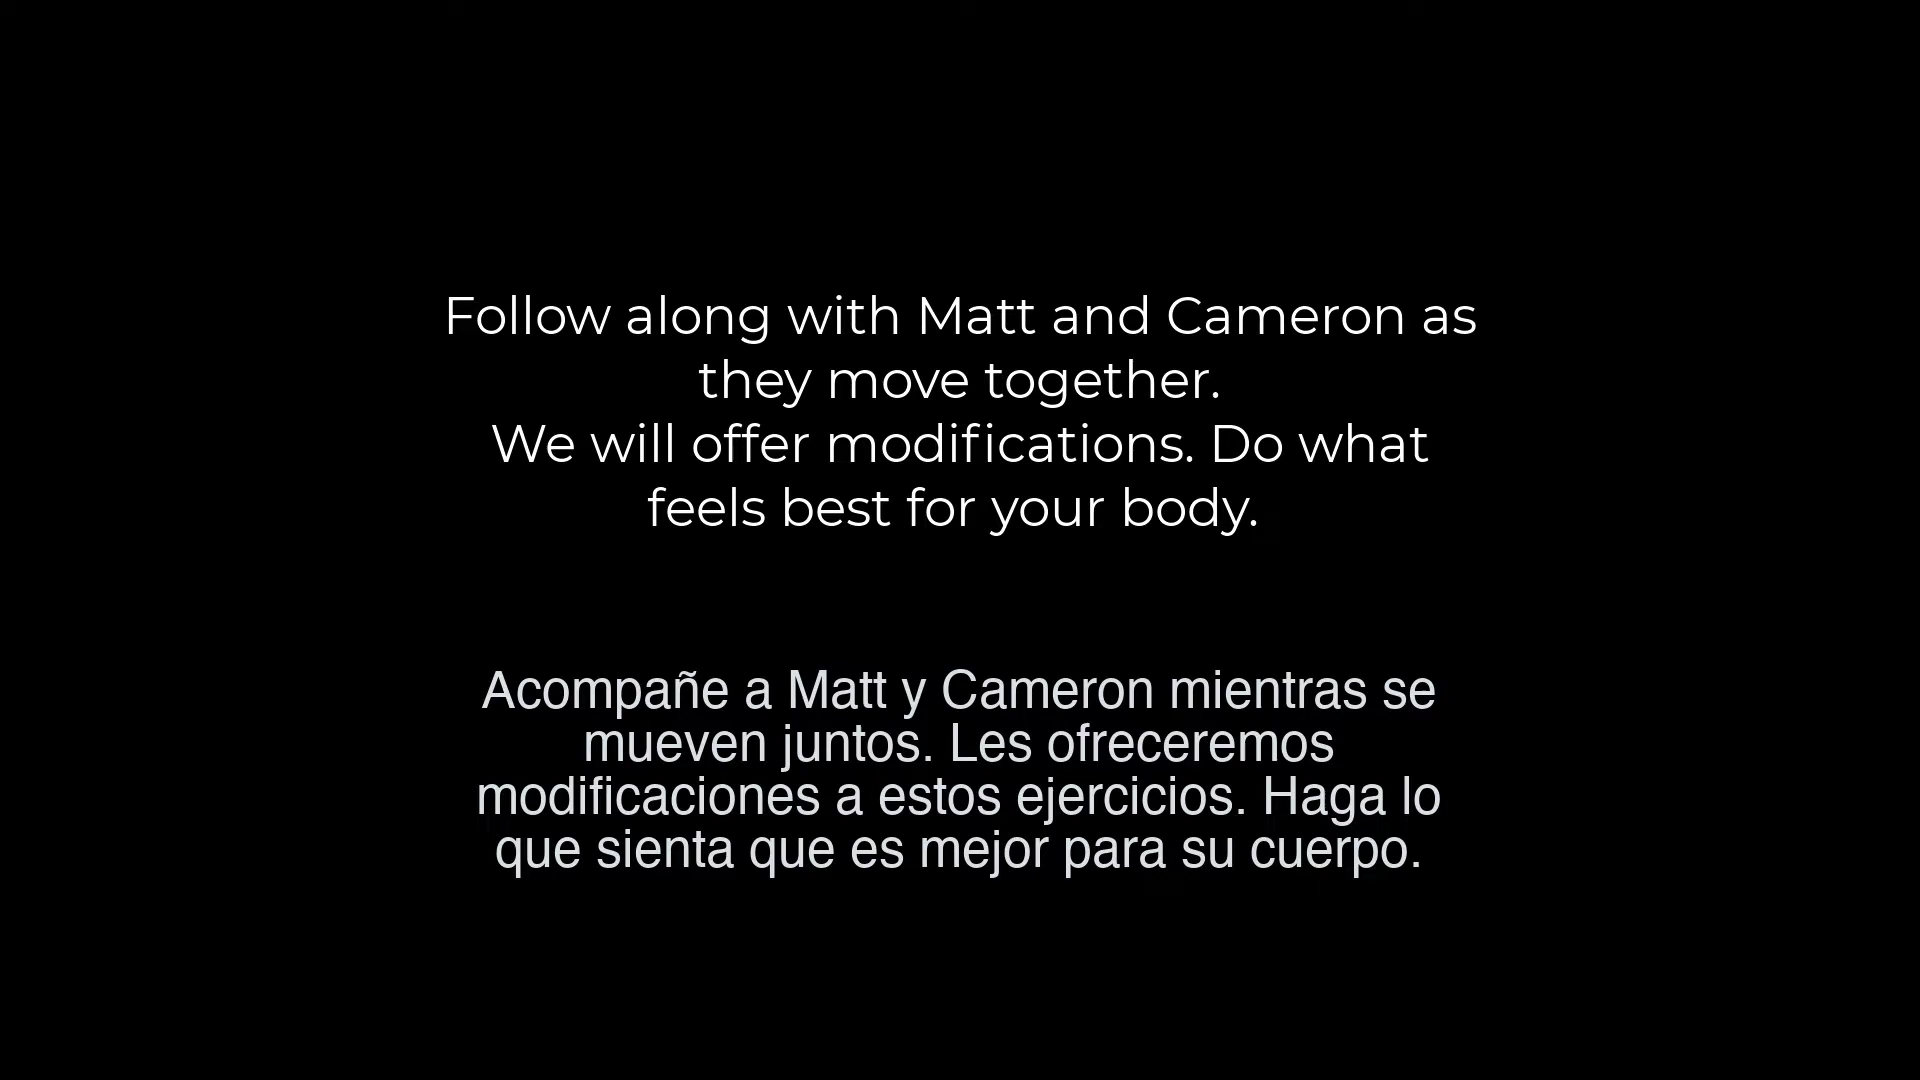 Follow along with Matt and Cameron as
they move together.
We will offer modifications. Do what
feels best for your body.
Acompañe a Matt y Cameron mientras se
mueven juntos. Les ofreceremos
modificaciones a estos ejercicios. Haga lo
que sienta que es mejor para su cuerpo.